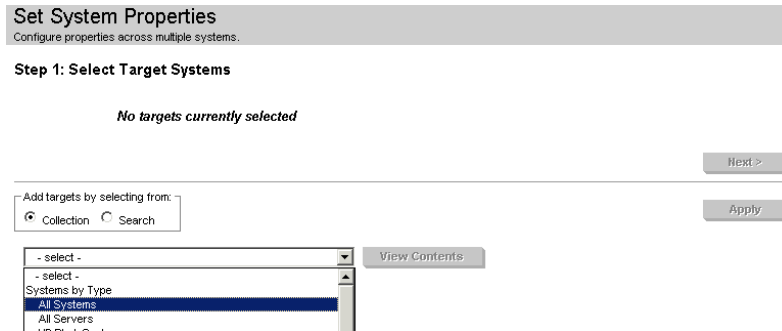 Set System Properties
Configure properties across multiple systems.
Step 1: Select Target Systems
No targets currently selected
Next >
Add targets by selecting from:
Collection Search
Apply
- select -
View Contents
- select -
Systems by Type
All Systems
All Servers